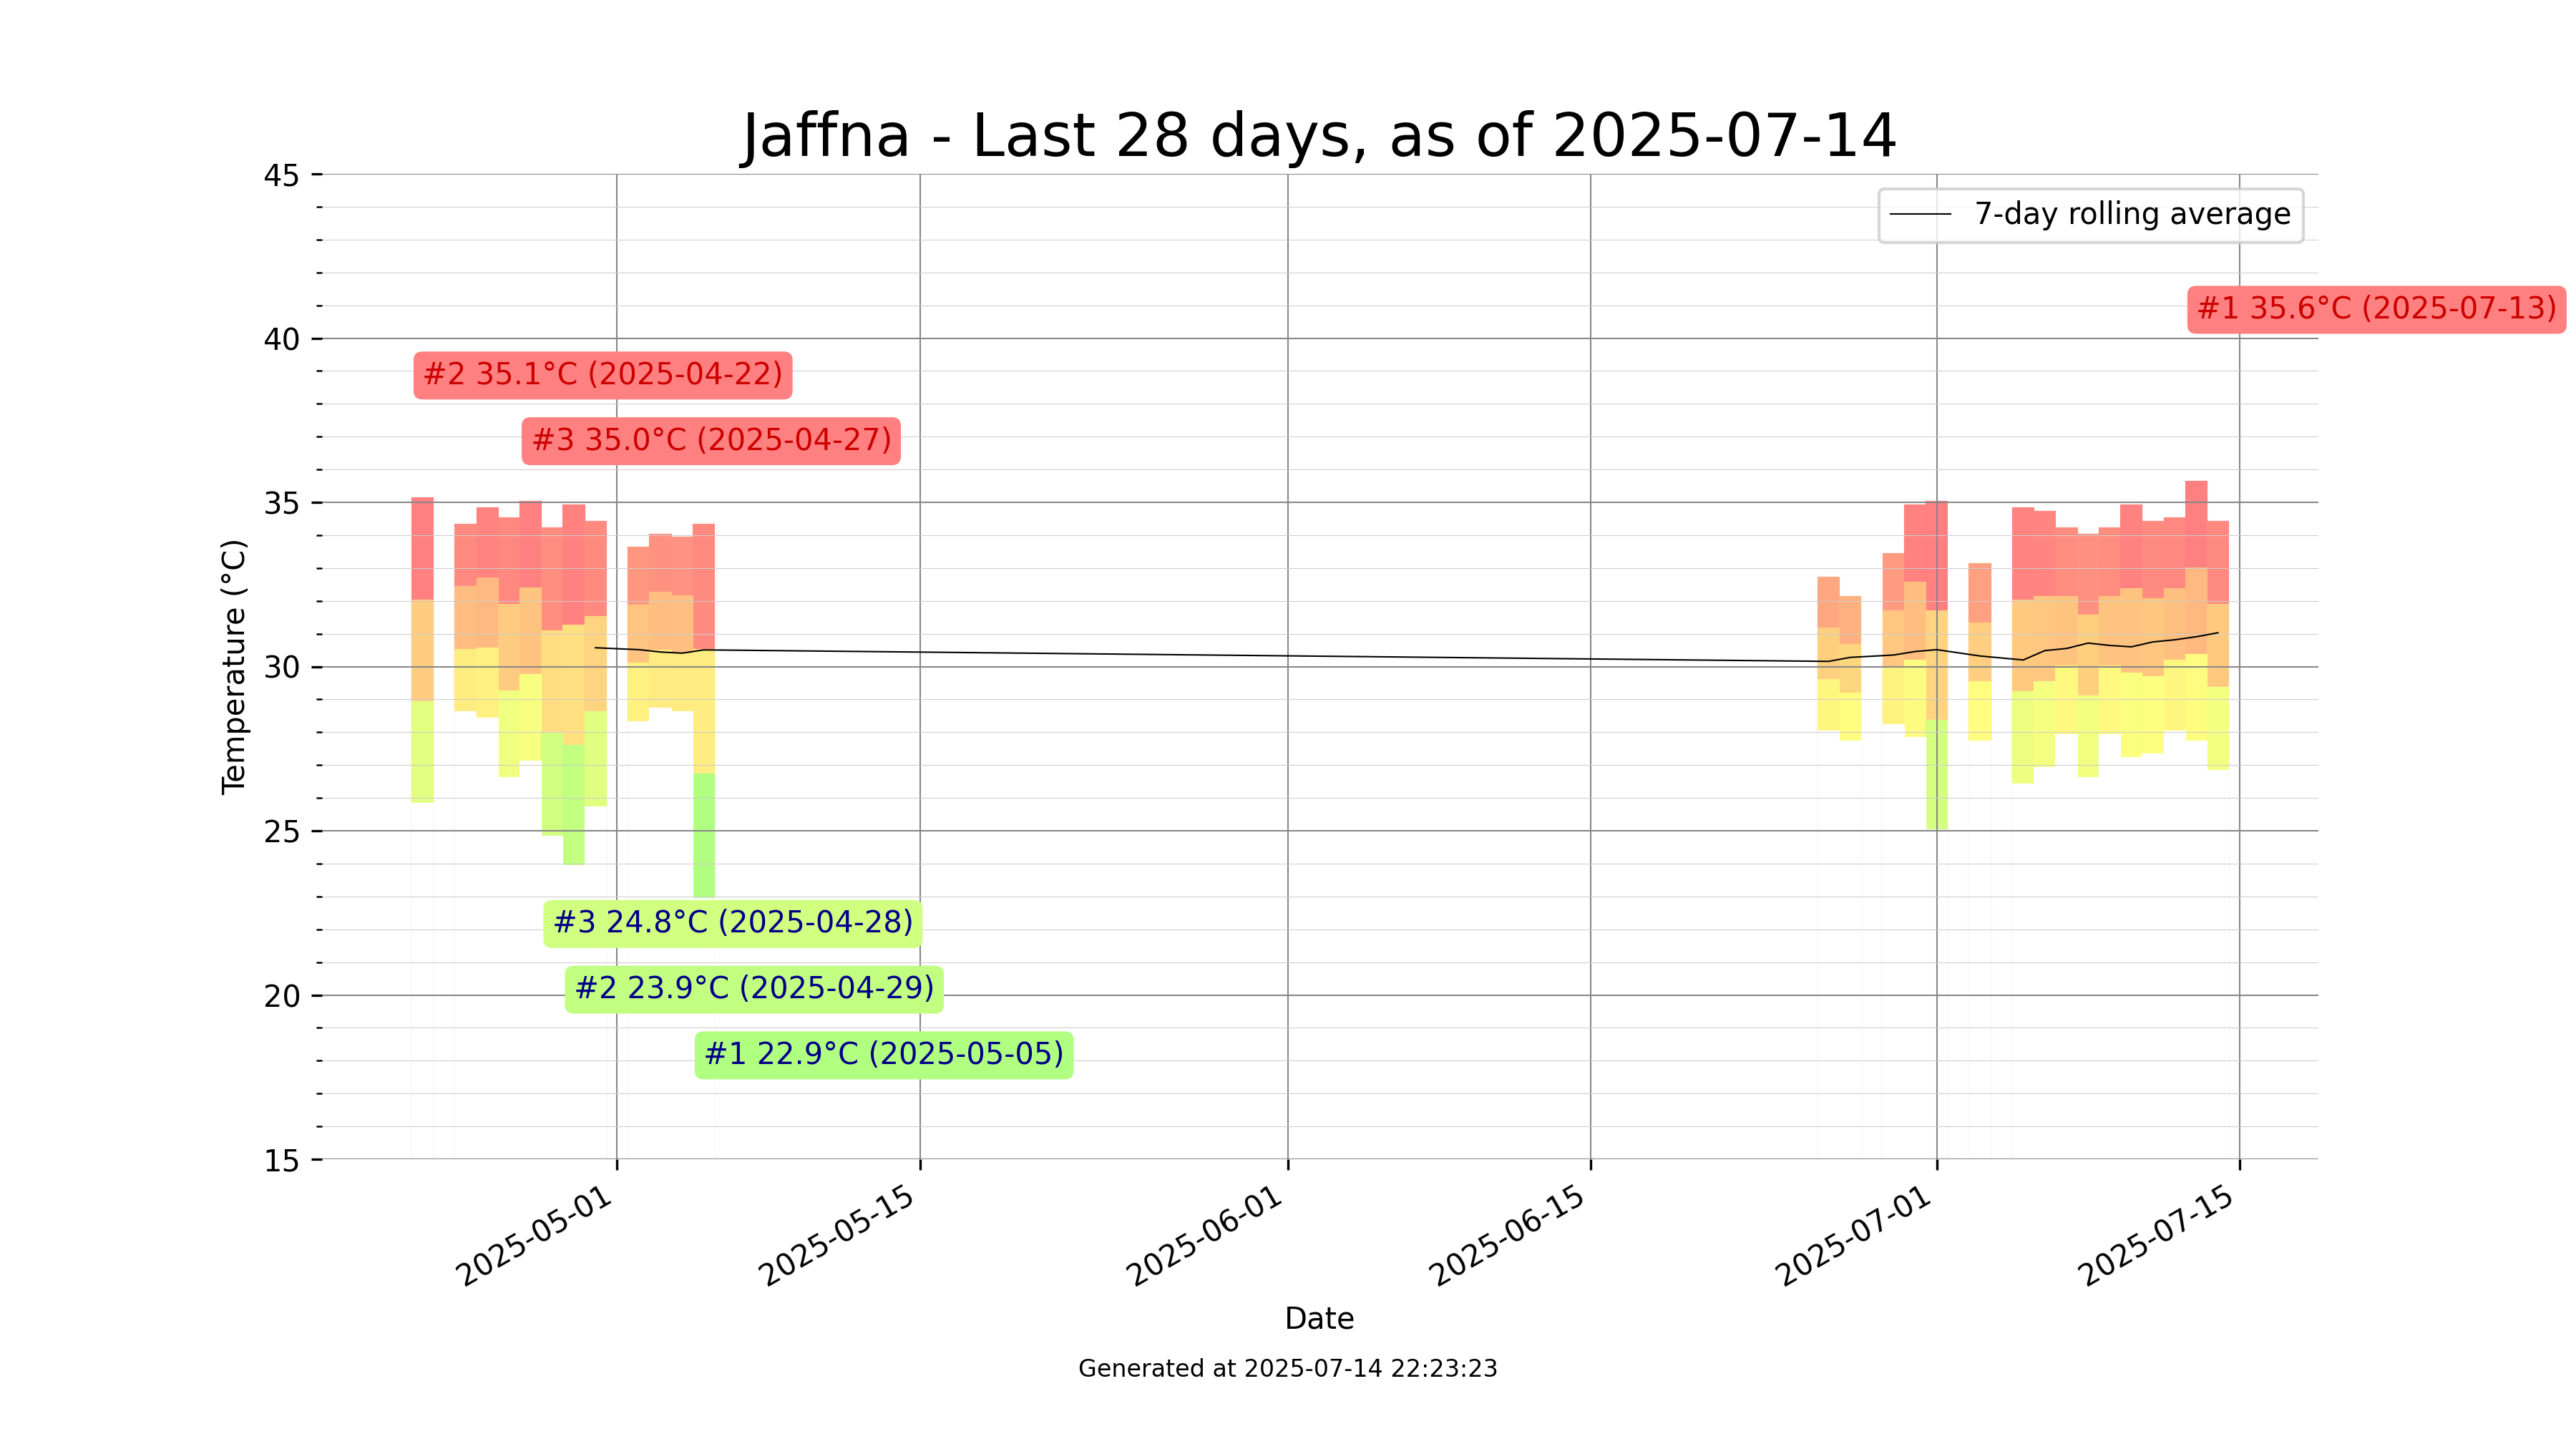 Jaffna - Last 28 days, as of 2025-07-14
45
7-day rolling average
#1 35.6°C (2025-07-13)
40
#2 35.1°C (2025-04-22)
#3 35.0°C (2025-04-27)
35
Temperature (°C)
30
25
#3 24.8°C (2025-04-28)
20
#2 23.9°C (2025-04-29)
#1 22.9°C (2025-05-05)
15
2025-05-01
2025-05-15
2025-06-01
2025-06-15
2025-07-01
2025-07-15
Date
Generated at 2025-07-14 22:23:23